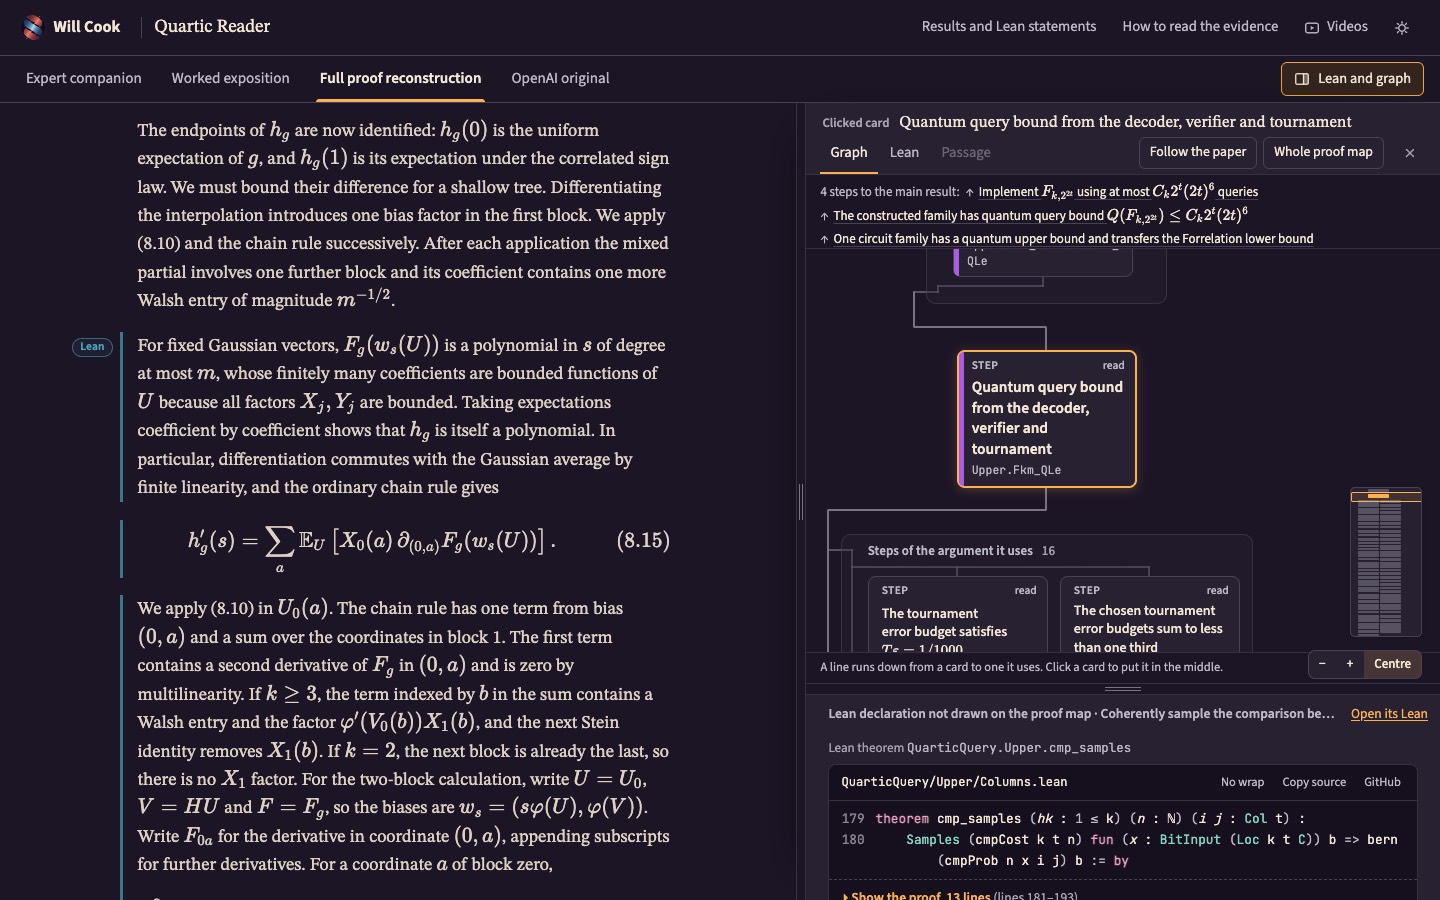 Will Cook
Quartic Reader
Results and Lean statements
How to read the evidence
Videos
Expert companion
Worked exposition
Full proof reconstruction
OpenAI original
Lean and graph
The endpoints of h_g are now identified: h_g(0) is the uniform
expectation of g, and h_g(1) is its expectation under the correlated sign
law. We must bound their difference for a shallow tree. Differentiating
the interpolation introduces one bias factor in the first block. We apply
(8.10) and the chain rule successively. After each application the mixed
partial involves one further block and its coefficient contains one more
Walsh entry of magnitude m^{-1/2}.
Lean
For fixed Gaussian vectors, F_g(w_s(U)) is a polynomial in s of degree
at most m, whose finitely many coefficients are bounded functions of
U because all factors X_j, Y_j are bounded. Taking expectations
coefficient by coefficient shows that h_g is itself a polynomial. In
particular, differentiation commutes with the Gaussian average by
finite linearity, and the ordinary chain rule gives
h'_g(s) = ∑_a 𝔼_U [X_0(a) ∂_{(0,a)} F_g(w_s(U))] . (8.15)
We apply (8.10) in U_0(a). The chain rule has one term from bias
(0, a) and a sum over the coordinates in block 1. The first term
contains a second derivative of F_g in (0, a) and is zero by
multilinearity. If k ≥ 3, the term indexed by b in the sum contains a
Walsh entry and the factor φ'(V_0(b))X_1(b), and the next Stein
identity removes X_1(b). If k = 2, the next block is already the last, so
there is no X_1 factor. For the two-block calculation, write U = U_0,
V = HU and F = F_g, so the biases are w_s = (sφ(U), φ(V)).
Write F_{0a} for the derivative in coordinate (0, a), appending subscripts
for further derivatives. For a coordinate a of block zero,
Clicked card Quantum query bound from the decoder, verifier and tournament
Graph
Lean
Passage
Follow the paper
Whole proof map
×
4 steps to the main result: ↑ Implement F_{k,2^{2t}} using at most C_k 2^t (2t)^6 queries
↑ The constructed family has quantum query bound Q(F_{k,2^{2t}}) ≤ C_k 2^t (2t)^6
↑ One circuit family has a quantum upper bound and transfers the Forrelation lower bound
QLe
STEP read
Quantum query bound
from the decoder,
verifier and
tournament
Upper.Fkm_QLe
Steps of the argument it uses 16
STEP read
The tournament
error budget satisfies
Tε = 1/1000
STEP read
The chosen tournament
error budgets sum to less
than one third
A line runs down from a card to one it uses. Click a card to put it in the middle.
− + Centre
Lean declaration not drawn on the proof map · Coherently sample the comparison be...
Open its Lean
Lean theorem QuarticQuery.Upper.cmp_samples
QuarticQuery/Upper/Columns.lean
No wrap
Copy source
GitHub
179 theorem cmp_samples (hk : 1 ≤ k) (n : ℕ) (i j : Col t) :
180 Samples (cmpCost k t n) fun (x : BitInput (Loc k t C)) b => bern
(cmpProb n x i j) b := by
Show the prof, 13 lines (lines 181–193)